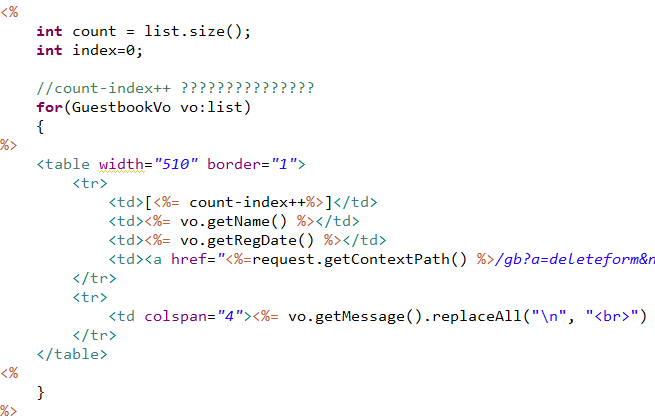 <%
int count = list.size();
int index=0;
//count-index++ ???????????????
for(GuestbookVo vo:list)
{
%>
<table width="510" border="1">
<tr>
<td>[<%= count-index++%>]</td>
<td><%= vo.getName() %></td>
<td><%= vo.getRegDate() %></td>
<td><a href="<%=request.getContextPath() %>/gb?a=deleteform&n
</tr>
<tr>
<td colspan="4"><%= vo.getMessage().replaceAll("\n", "<br>")
</tr>
</table>
<%
}
%>